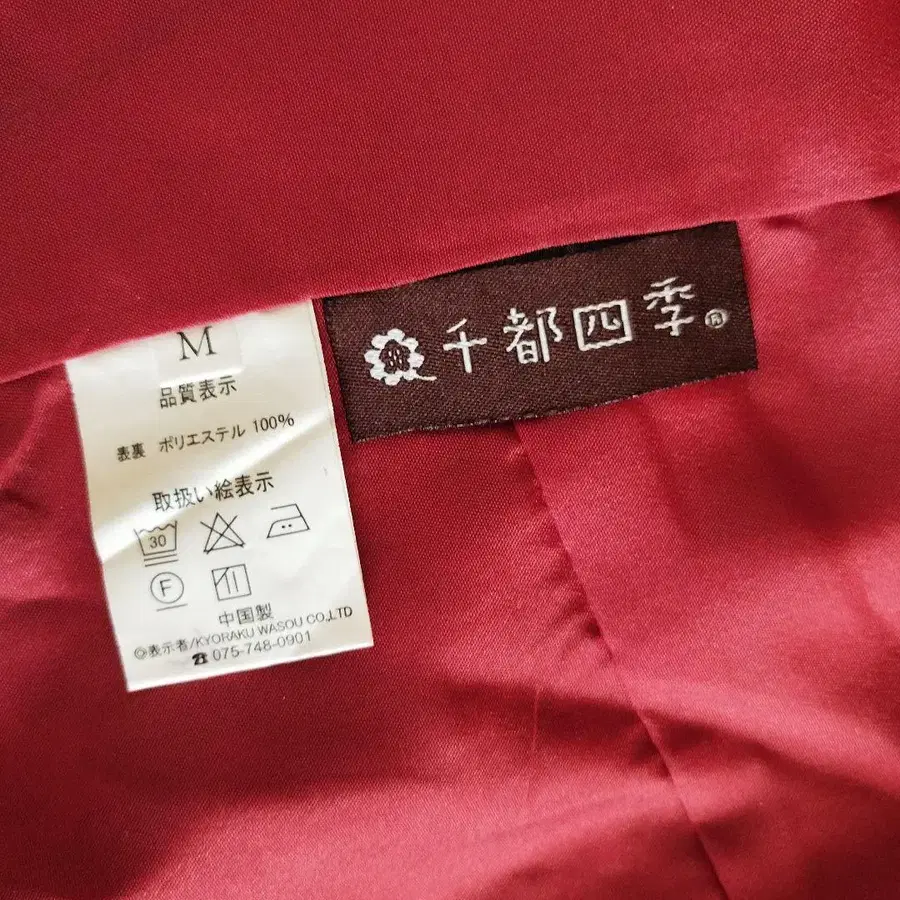 M
品質表示
表裏 ポリエステル 100%
取扱い絵表示
30
F
中国製
◎表示者/KYORAKU WASOU CO.,LTD
☎ 075-748-0901
千都四季®